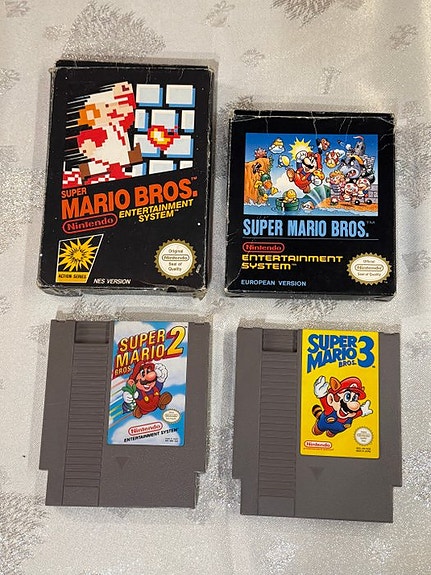 SUPER
MARIO BROS.
Nintendo
ENTERTAINMENT
SYSTEM™
ACTION SERIES
NES VERSION
Original
Nintendo
Seal of Quality
SUPER MARIO BROS.
Nintendo
ENTERTAINMENT
SYSTEM™
EUROPEAN VERSION
Official
Nintendo
Seal of Quality
SUPER
MARIO 2
BROS
Nintendo
ENTERTAINMENT SYSTEM
SUPER
MARIO 3
BROS.
Nintendo